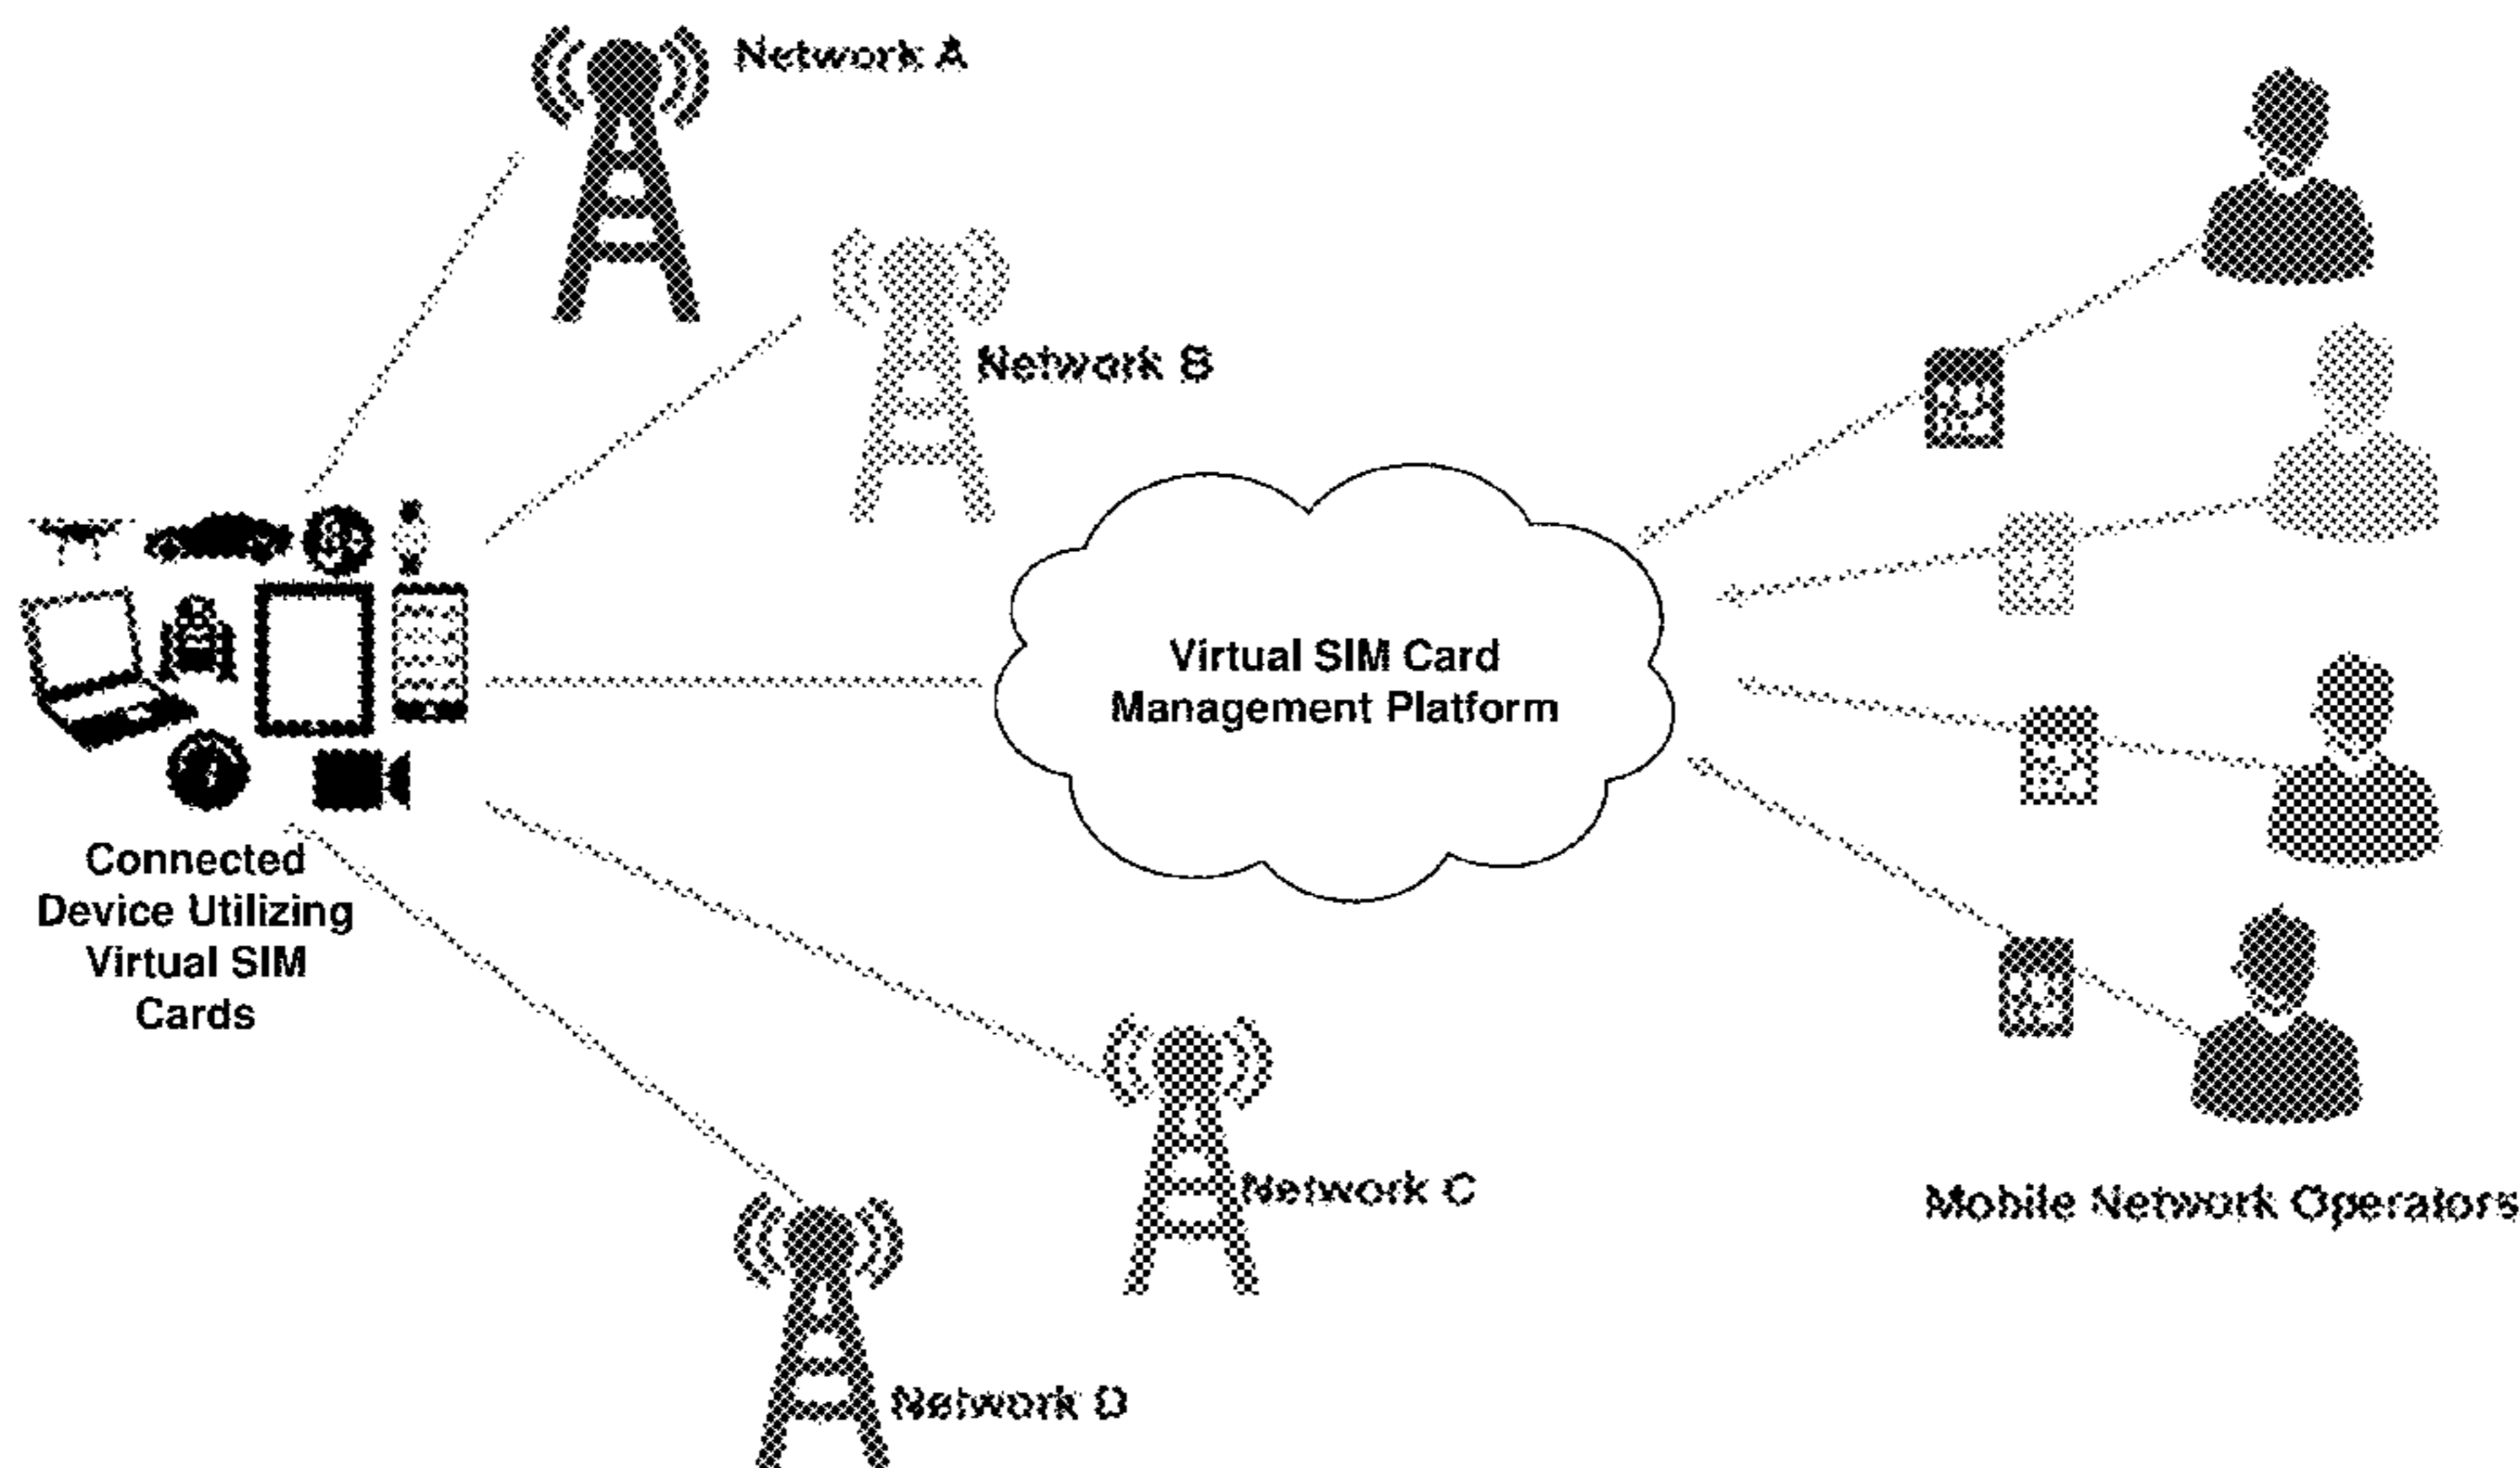 Network A
Network B
Virtual SIM Card
Management Platform
Connected
Device Utilizing
Virtual SIM
Cards
Network C
Mobile Network Operators
Network D